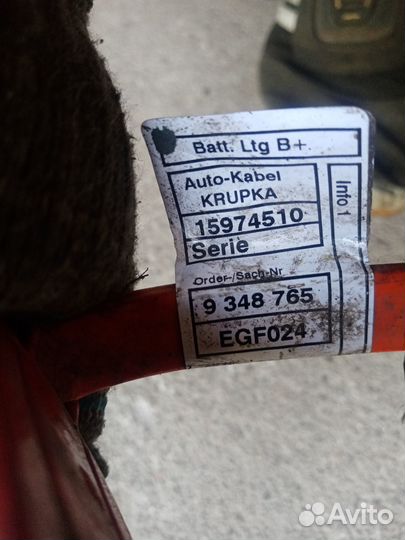 Batt. Ltg B+
Auto-Kabel
KRUPKA
15974510
Serie
Info 1
Order-/Sach-Nr
9 348 765
EGF024
Avito